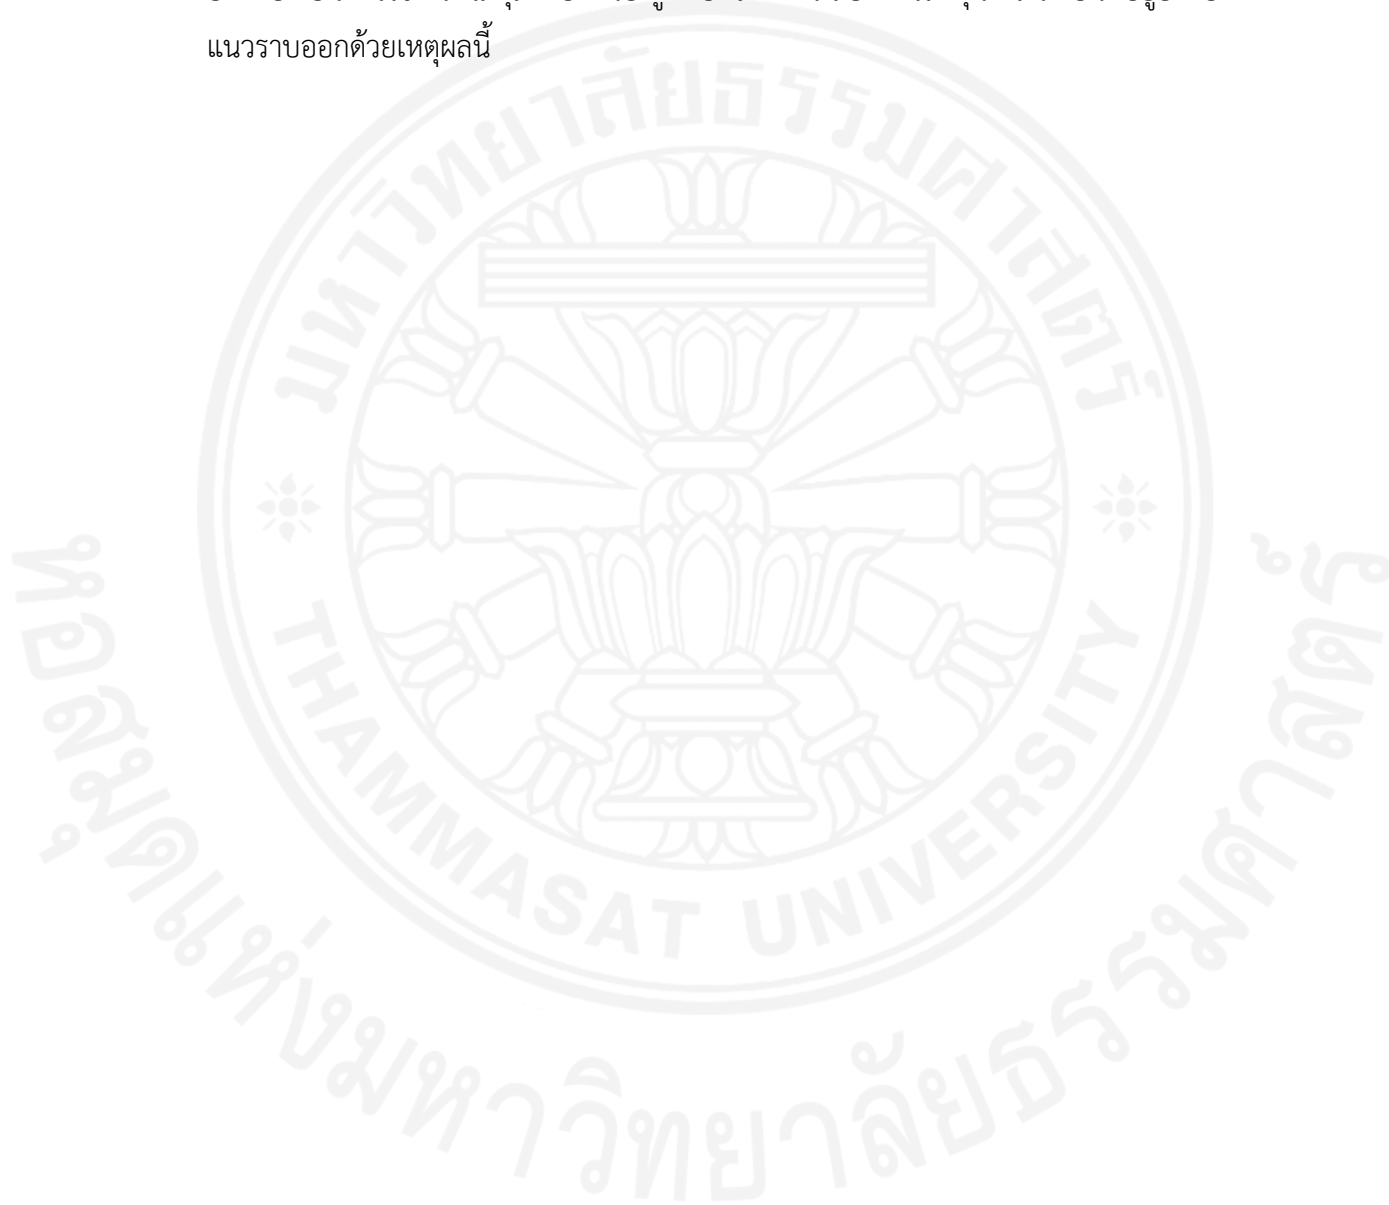 แนวราบออกด้วยเหตุผลนี้
มหาวิทยาลัยธรรมศาสตร์
THAMMASAT UNIVERSITY
หอสมุดแห่งมหาวิทยาลัยธรรมศาสตร์